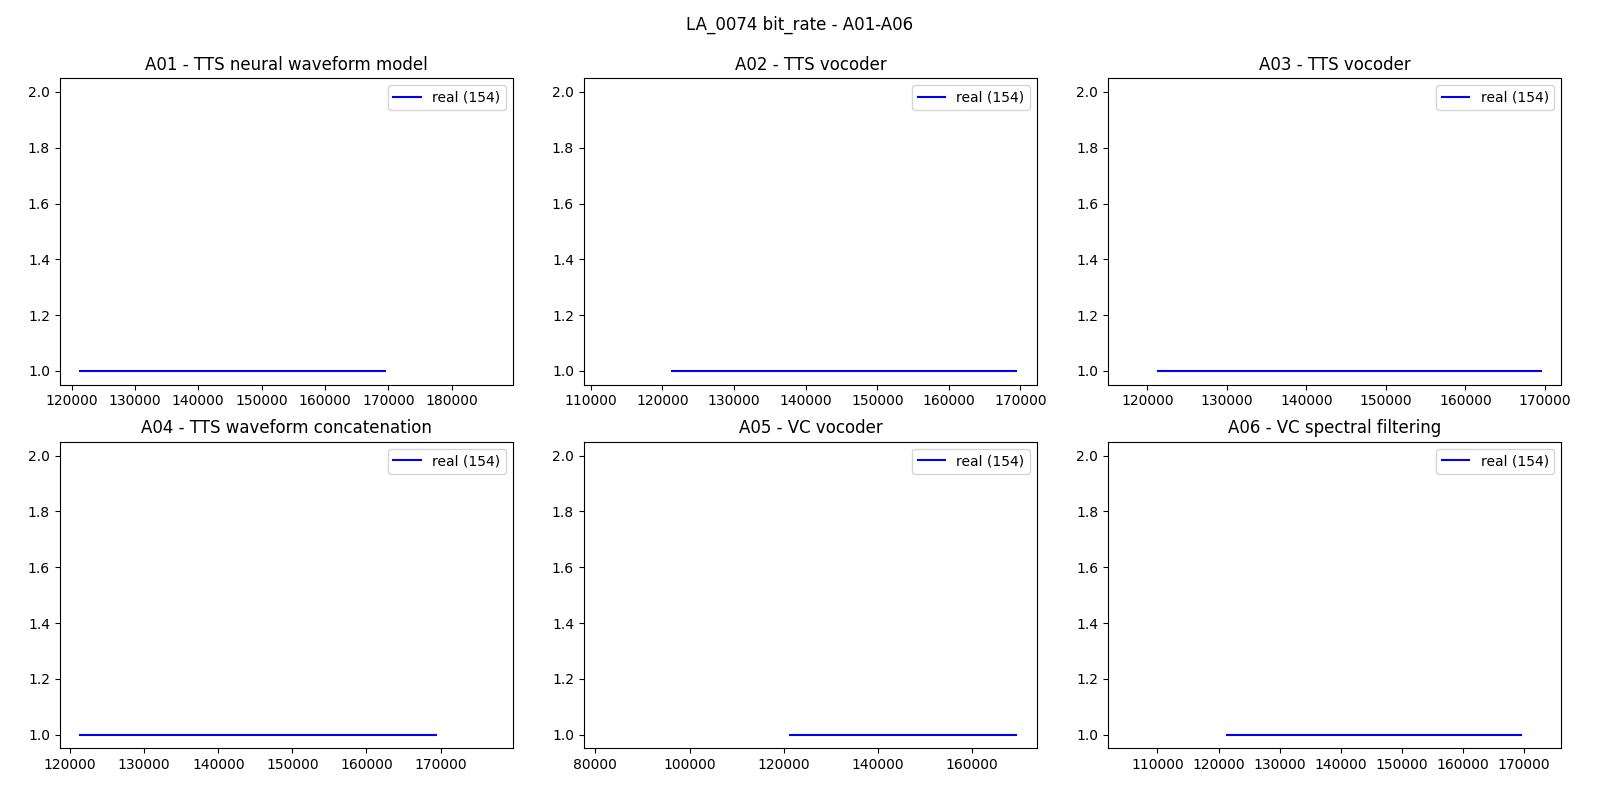 LA_0074 bit_rate - A01-A06
A01 - TTS neural waveform model
real (154)
2.0
1.8
1.6
1.4
1.2
1.0
120000 130000 140000 150000 160000 170000 180000
A02 - TTS vocoder
real (154)
2.0
1.8
1.6
1.4
1.2
1.0
110000 120000 130000 140000 150000 160000 170000
A03 - TTS vocoder
real (154)
2.0
1.8
1.6
1.4
1.2
1.0
120000 130000 140000 150000 160000 170000
A04 - TTS waveform concatenation
real (154)
2.0
1.8
1.6
1.4
1.2
1.0
120000 130000 140000 150000 160000 170000
A05 - VC vocoder
real (154)
2.0
1.8
1.6
1.4
1.2
1.0
80000 100000 120000 140000 160000
A06 - VC spectral filtering
real (154)
2.0
1.8
1.6
1.4
1.2
1.0
110000 120000 130000 140000 150000 160000 170000